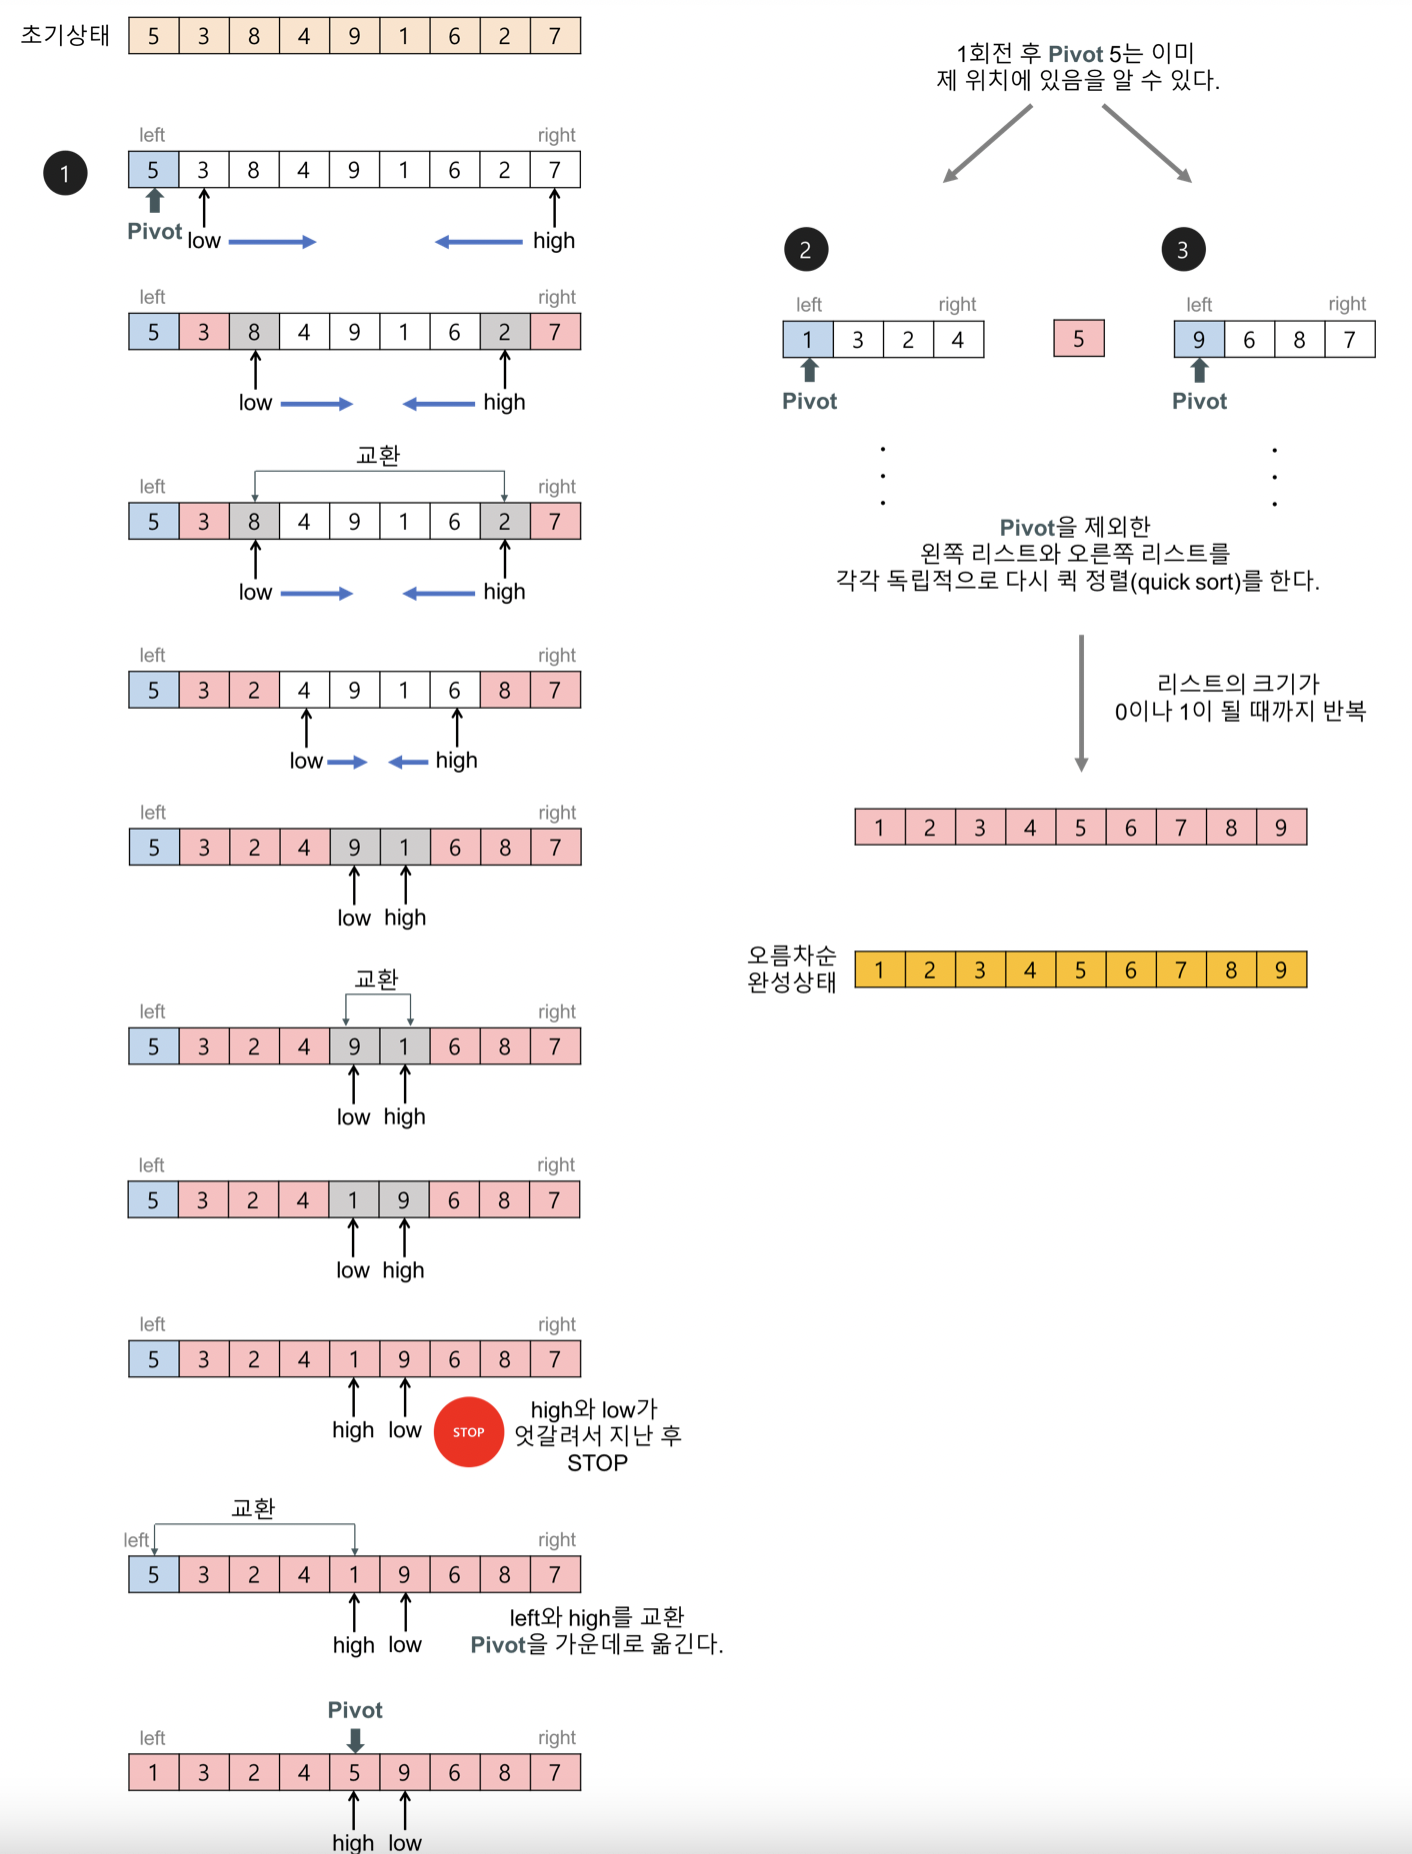 초기상태
5 3 8 4 9 1 6 2 7
1
left right
5 3 8 4 9 1 6 2 7
Pivot low high
left right
5 3 8 4 9 1 6 2 7
low high
교환
left right
5 3 8 4 9 1 6 2 7
low high
left right
5 3 2 4 9 1 6 8 7
low high
left right
5 3 2 4 9 1 6 8 7
low high
교환
left right
5 3 2 4 9 1 6 8 7
low high
left right
5 3 2 4 1 9 6 8 7
low high
left right
5 3 2 4 1 9 6 8 7
high low
STOP
high와 low가
엇갈려서 지난 후
STOP
교환
left right
5 3 2 4 1 9 6 8 7
high low
left와 high를 교환
Pivot을 가운데로 옮긴다.
Pivot
left right
1 3 2 4 5 9 6 8 7
high low
1회전 후 Pivot 5는 이미
제 위치에 있음을 알 수 있다.
2
left right
1 3 2 4
Pivot
5
3
left right
9 6 8 7
Pivot
Pivot을 제외한
왼쪽 리스트와 오른쪽 리스트를
각각 독립적으로 다시 퀵 정렬(quick sort)를 한다.
리스트의 크기가
0이나 1이 될 때까지 반복
1 2 3 4 5 6 7 8 9
오름차순
완성상태
1 2 3 4 5 6 7 8 9